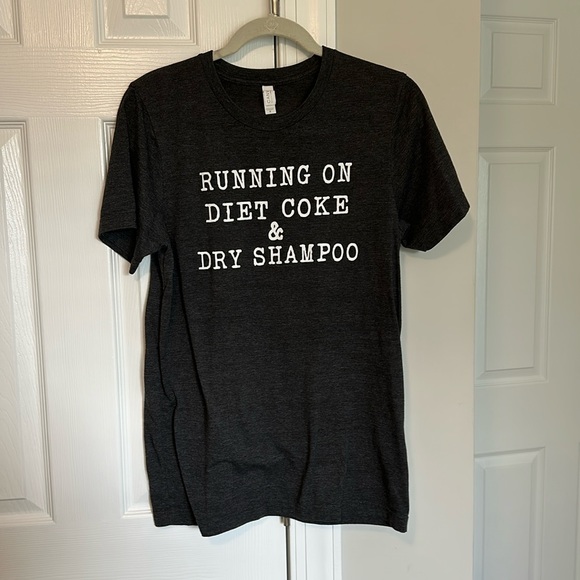 RUNNING ON
DIET COKE
&
DRY SHAMPOO